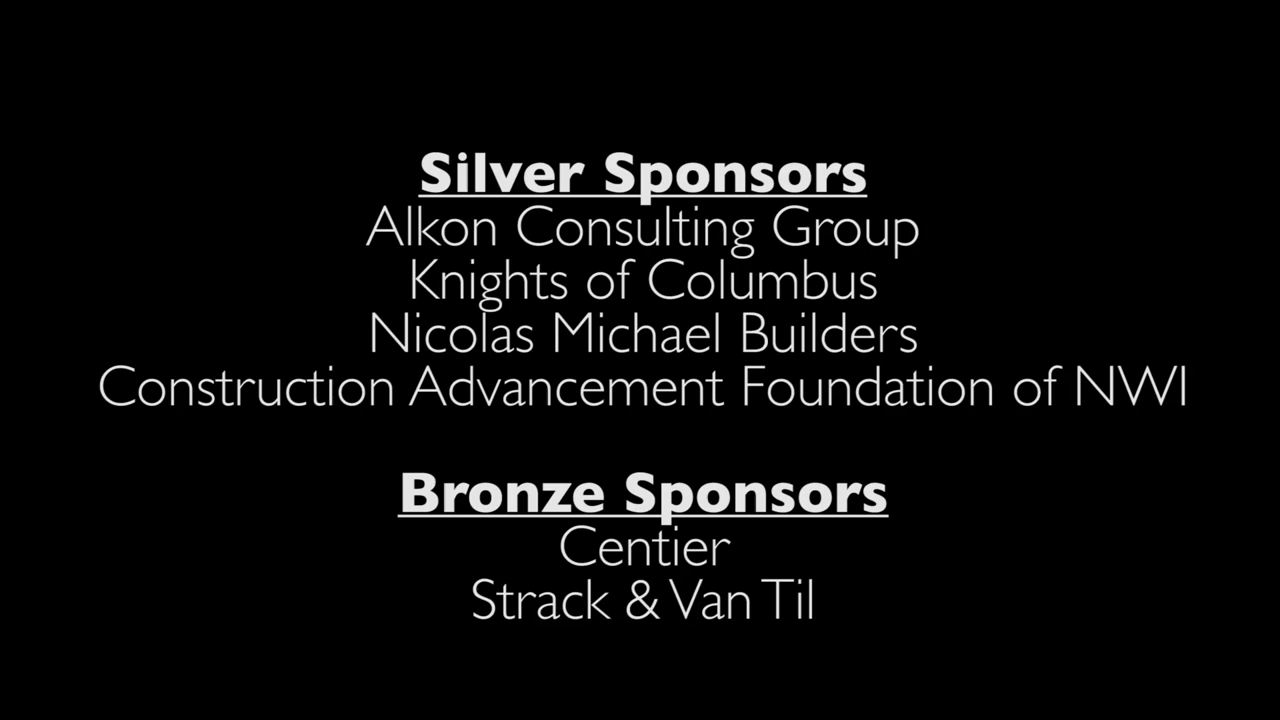 Silver Sponsors
Alkon Consulting Group
Knights of Columbus
Nicolas Michael Builders
Construction Advancement Foundation of NWI
Bronze Sponsors
Centier
Strack & Van Til